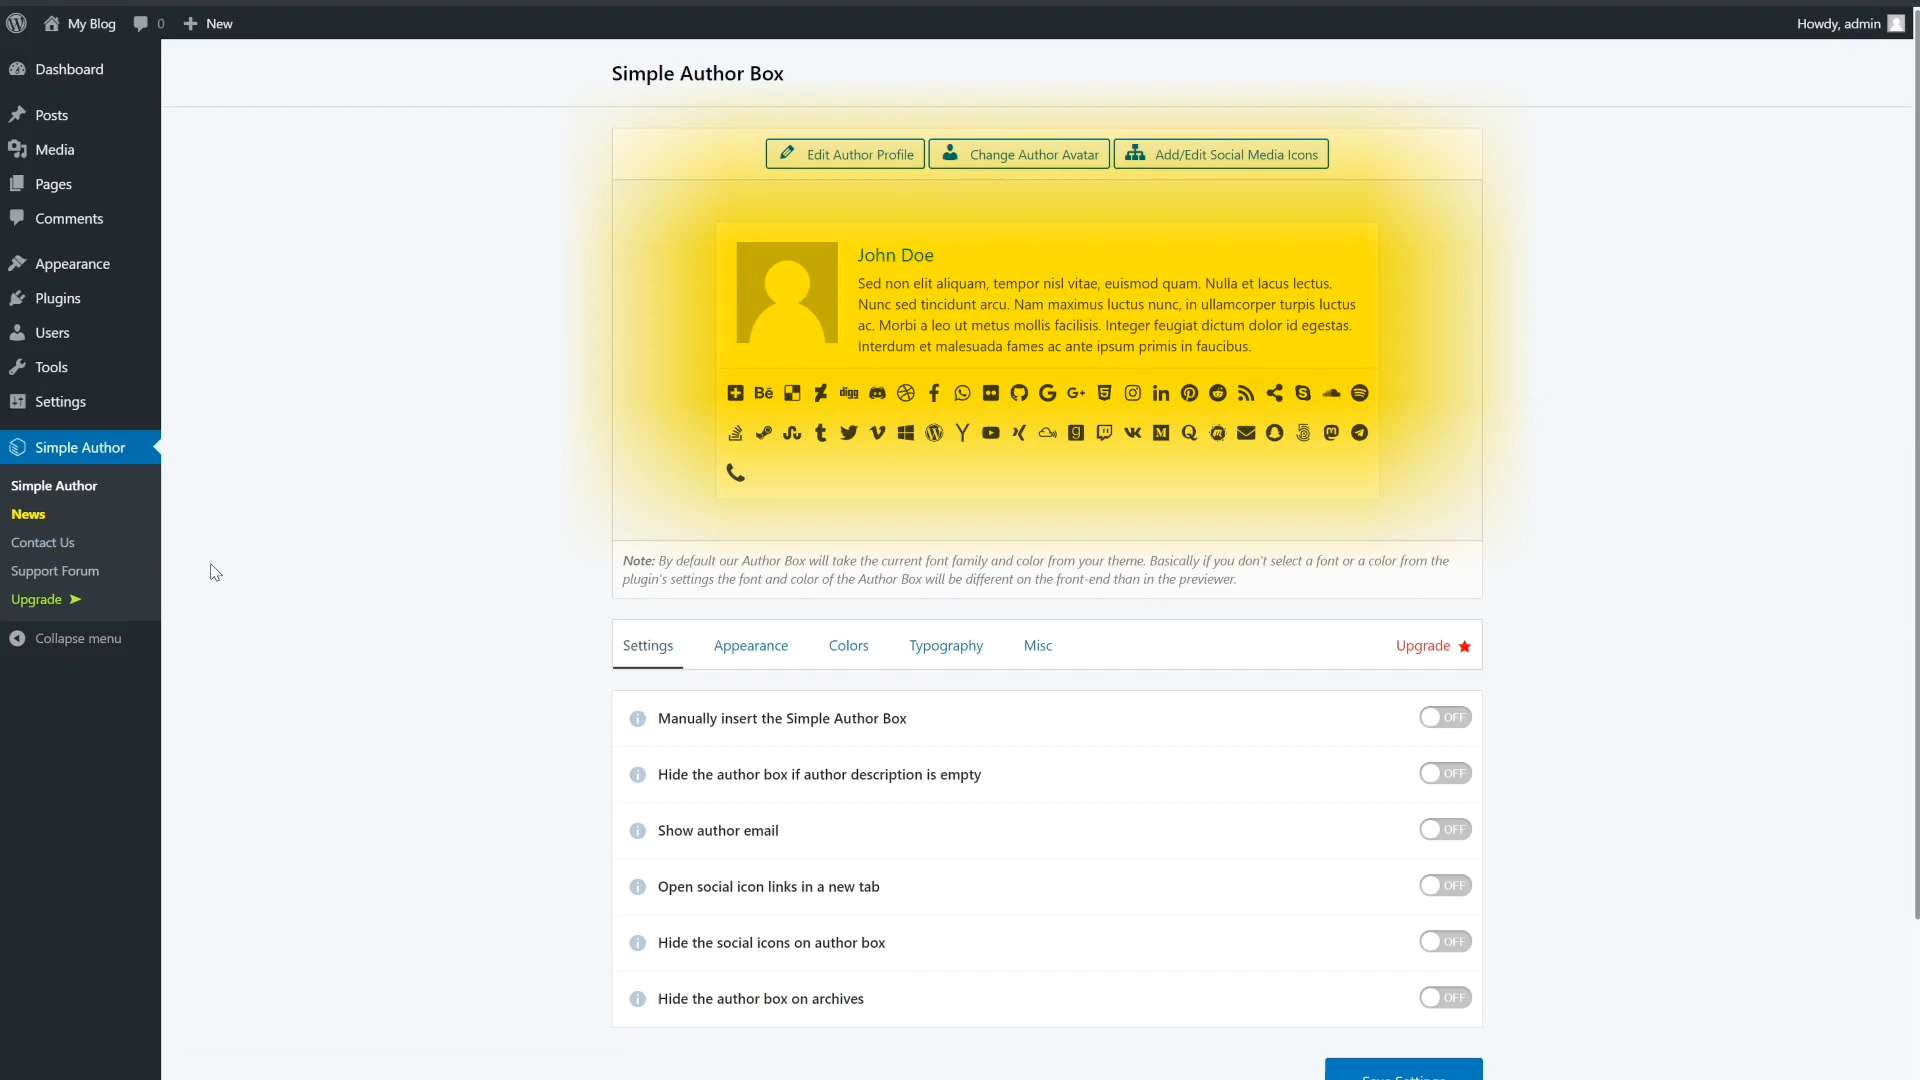 My Blog
0
New
Howdy, admin
Dashboard
Posts
Media
Pages
Comments
Appearance
Plugins
Users
Tools
Settings
Simple Author
Simple Author
News
Contact Us
Support Forum
Upgrade ➤
Collapse menu
Simple Author Box
Edit Author Profile
Change Author Avatar
Add/Edit Social Media Icons
John Doe
Sed non elit aliquam, tempor nisl vitae, euismod quam. Nulla et lacus lectus.
Nunc sed tincidunt arcu. Nam maximus luctus nunc, in ullamcorper turpis luctus
ac. Morbi a leo ut metus mollis facilisis. Integer feugiat dictum dolor id egestas.
Interdum et malesuada fames ac ante ipsum primis in faucibus.
Note: By default our Author Box will take the current font family and color from your theme. Basically if you don't select a font or a color from the
plugin's settings the font and color of the Author Box will be different on the front-end than in the previewer.
Settings
Appearance
Colors
Typography
Misc
Upgrade
Manually insert the Simple Author Box
OFF
Hide the author box if author description is empty
OFF
Show author email
OFF
Open social icon links in a new tab
OFF
Hide the social icons on author box
OFF
Hide the author box on archives
OFF
Save Settings